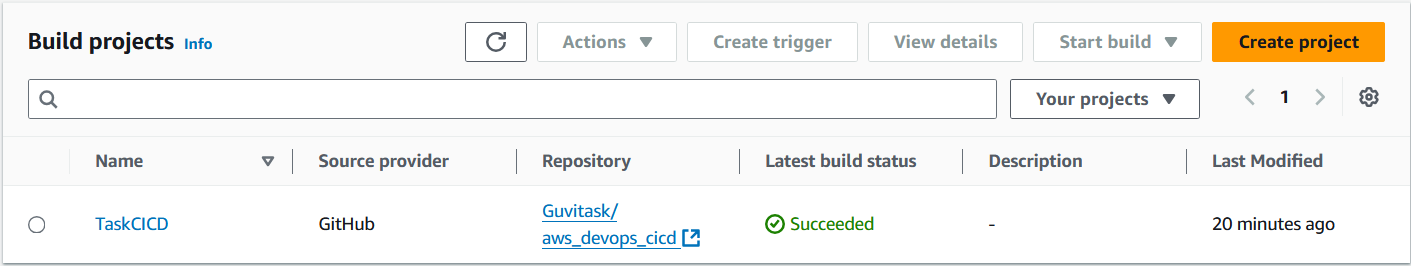 Build projects Info
Actions
Create trigger
View details
Start build
Create project
Your projects
1
Name Source provider Repository Latest build status Description Last Modified
TaskCICD GitHub Guvitask/ Succeeded - 20 minutes ago
aws_devops_cicd